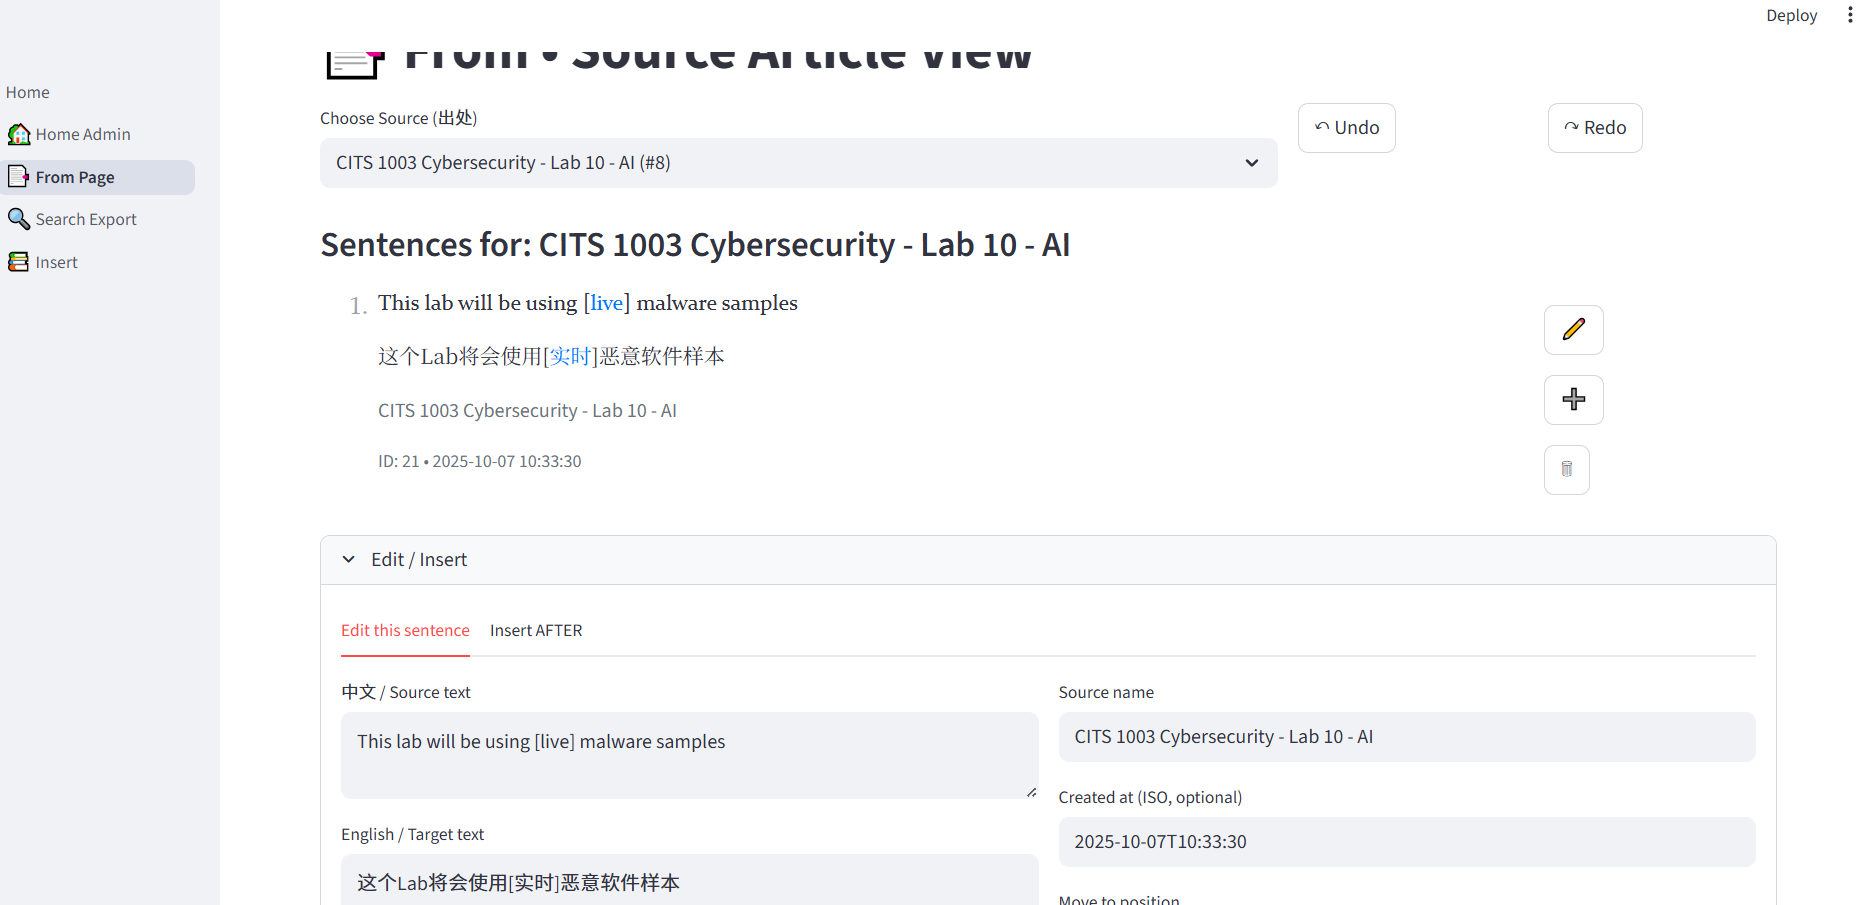 Deploy
Home
Home Admin
From Page
Search Export
Insert
From • Source Article View
Choose Source (出处)
CITS 1003 Cybersecurity - Lab 10 - AI (#8)
Undo
Redo
Sentences for: CITS 1003 Cybersecurity - Lab 10 - AI
1. This lab will be using [live] malware samples
这个Lab将会使用[实时]恶意软件样本
CITS 1003 Cybersecurity - Lab 10 - AI
ID: 21 • 2025-10-07 10:33:30
Edit / Insert
Edit this sentence
Insert AFTER
中文 / Source text
This lab will be using [live] malware samples
English / Target text
这个Lab将会使用[实时]恶意软件样本
Source name
CITS 1003 Cybersecurity - Lab 10 - AI
Created at (ISO, optional)
2025-10-07T10:33:30
Move to position